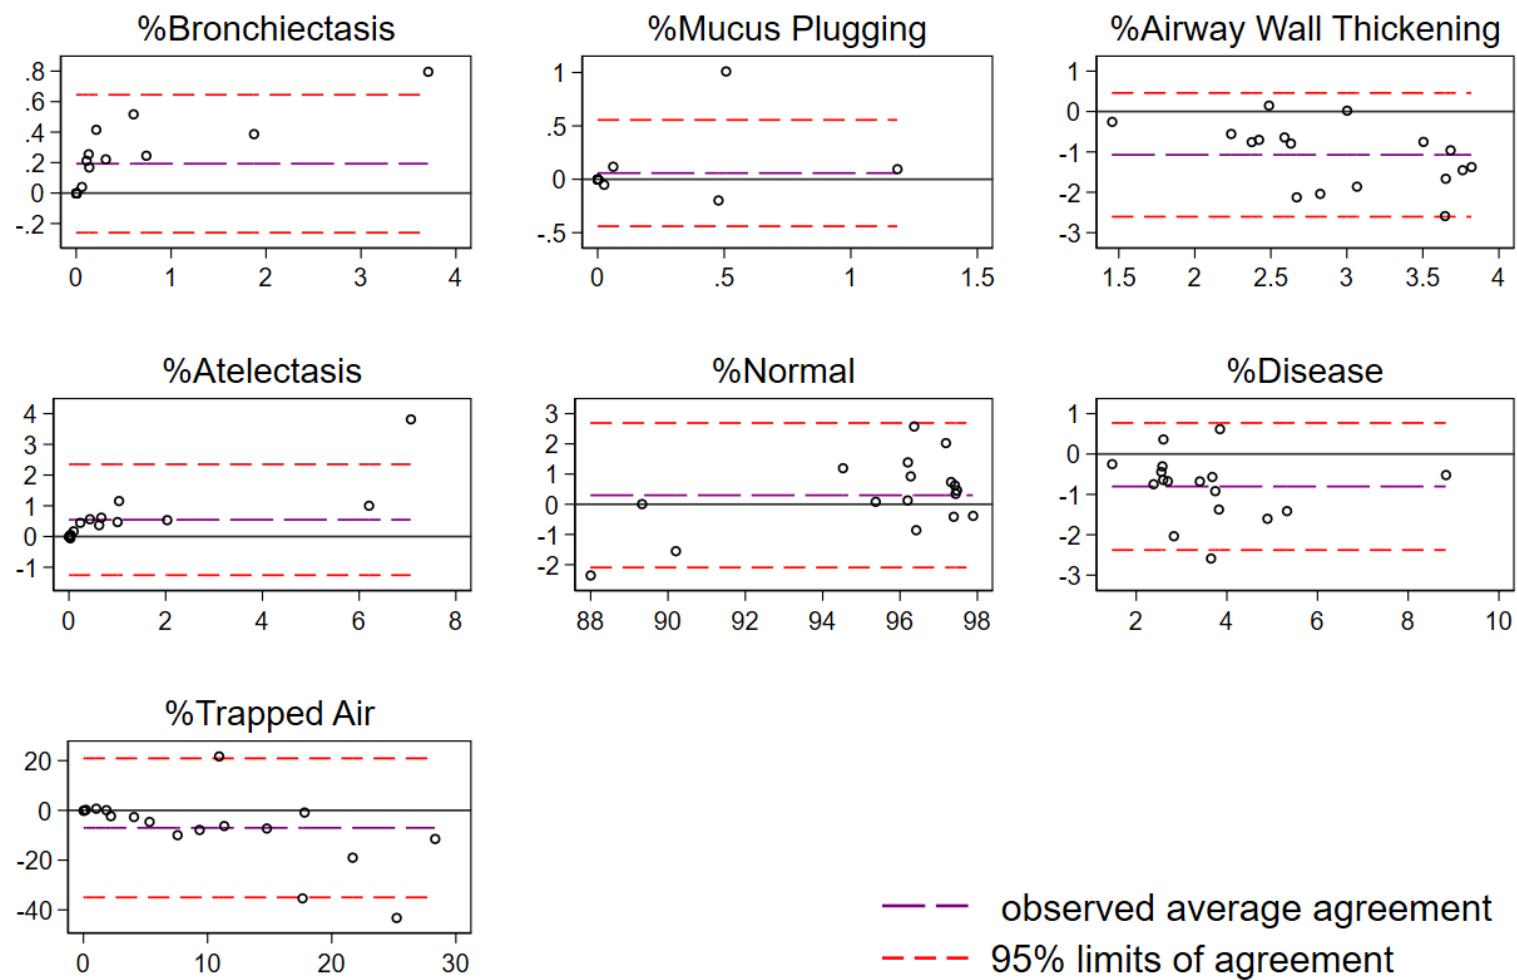 %Bronchiectasis
.8
.6
.4
.2
0
-.2
0 1 2 3 4
%Mucus Plugging
1
.5
0
-.5
0 .5 1 1.5
%Airway Wall Thickening
1
0
-1
-2
-3
1.5 2 2.5 3 3.5 4
%Atelectasis
4
3
2
1
0
-1
0 2 4 6 8
%Normal
3
2
1
0
-1
-2
88 90 92 94 96 98
%Disease
1
0
-1
-2
-3
2 4 6 8 10
%Trapped Air
20
0
-20
-40
0 10 20 30
observed average agreement
95% limits of agreement